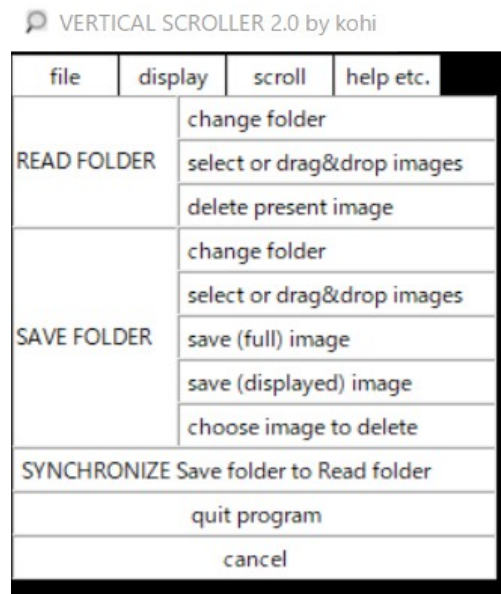 VERTICAL SCROLLER 2.0 by kohi
file display scroll help etc.
READ FOLDER
change folder
select or drag&drop images
delete present image
SAVE FOLDER
change folder
select or drag&drop images
save (full) image
save (displayed) image
choose image to delete
SYNCHRONIZE Save folder to Read folder
quit program
cancel